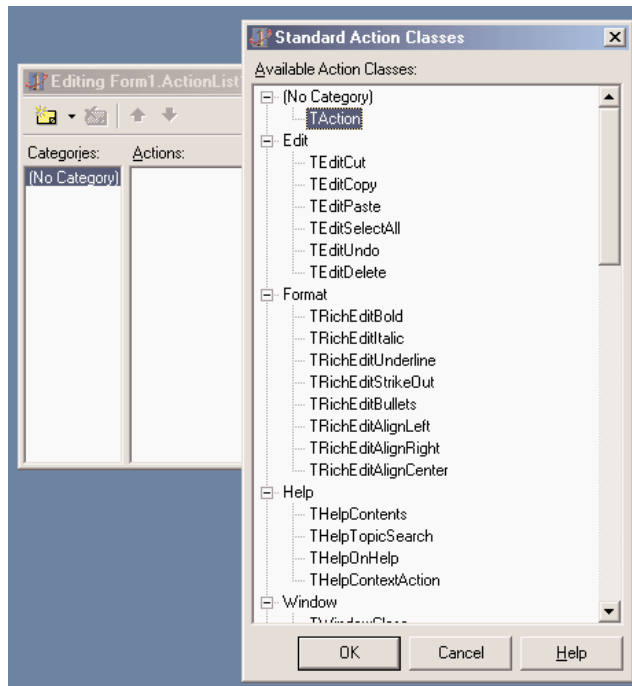 Editing Form1.ActionList
Categories:
Actions:
(No Category)
Standard Action Classes
Available Action Classes:
(No Category)
TAction
Edit
TEditCut
TEditCopy
TEditPaste
TEditSelectAll
TEditUndo
TEditDelete
Format
TRichEditBold
TRichEditItalic
TRichEditUnderline
TRichEditStrikeOut
TRichEditBullets
TRichEditAlignLeft
TRichEditAlignRight
TRichEditAlignCenter
Help
THelpContents
THelpTopicSearch
THelpOnHelp
THelpContextAction
Window
TWindowClose
OK
Cancel
Help